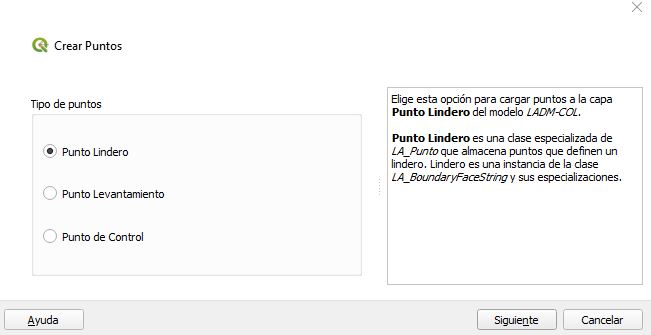 Crear Puntos
Tipo de puntos
Punto Lindero
Punto Levantamiento
Punto de Control
Elige esta opción para cargar puntos a la capa
Punto Lindero del modelo LADM-COL.
Punto Lindero es una clase especializada de
LA_Punto que almacena puntos que definen un
lindero. Lindero es una instancia de la clase
LA_BoundaryFaceString y sus especializaciones.
Ayuda
Siguiente
Cancelar